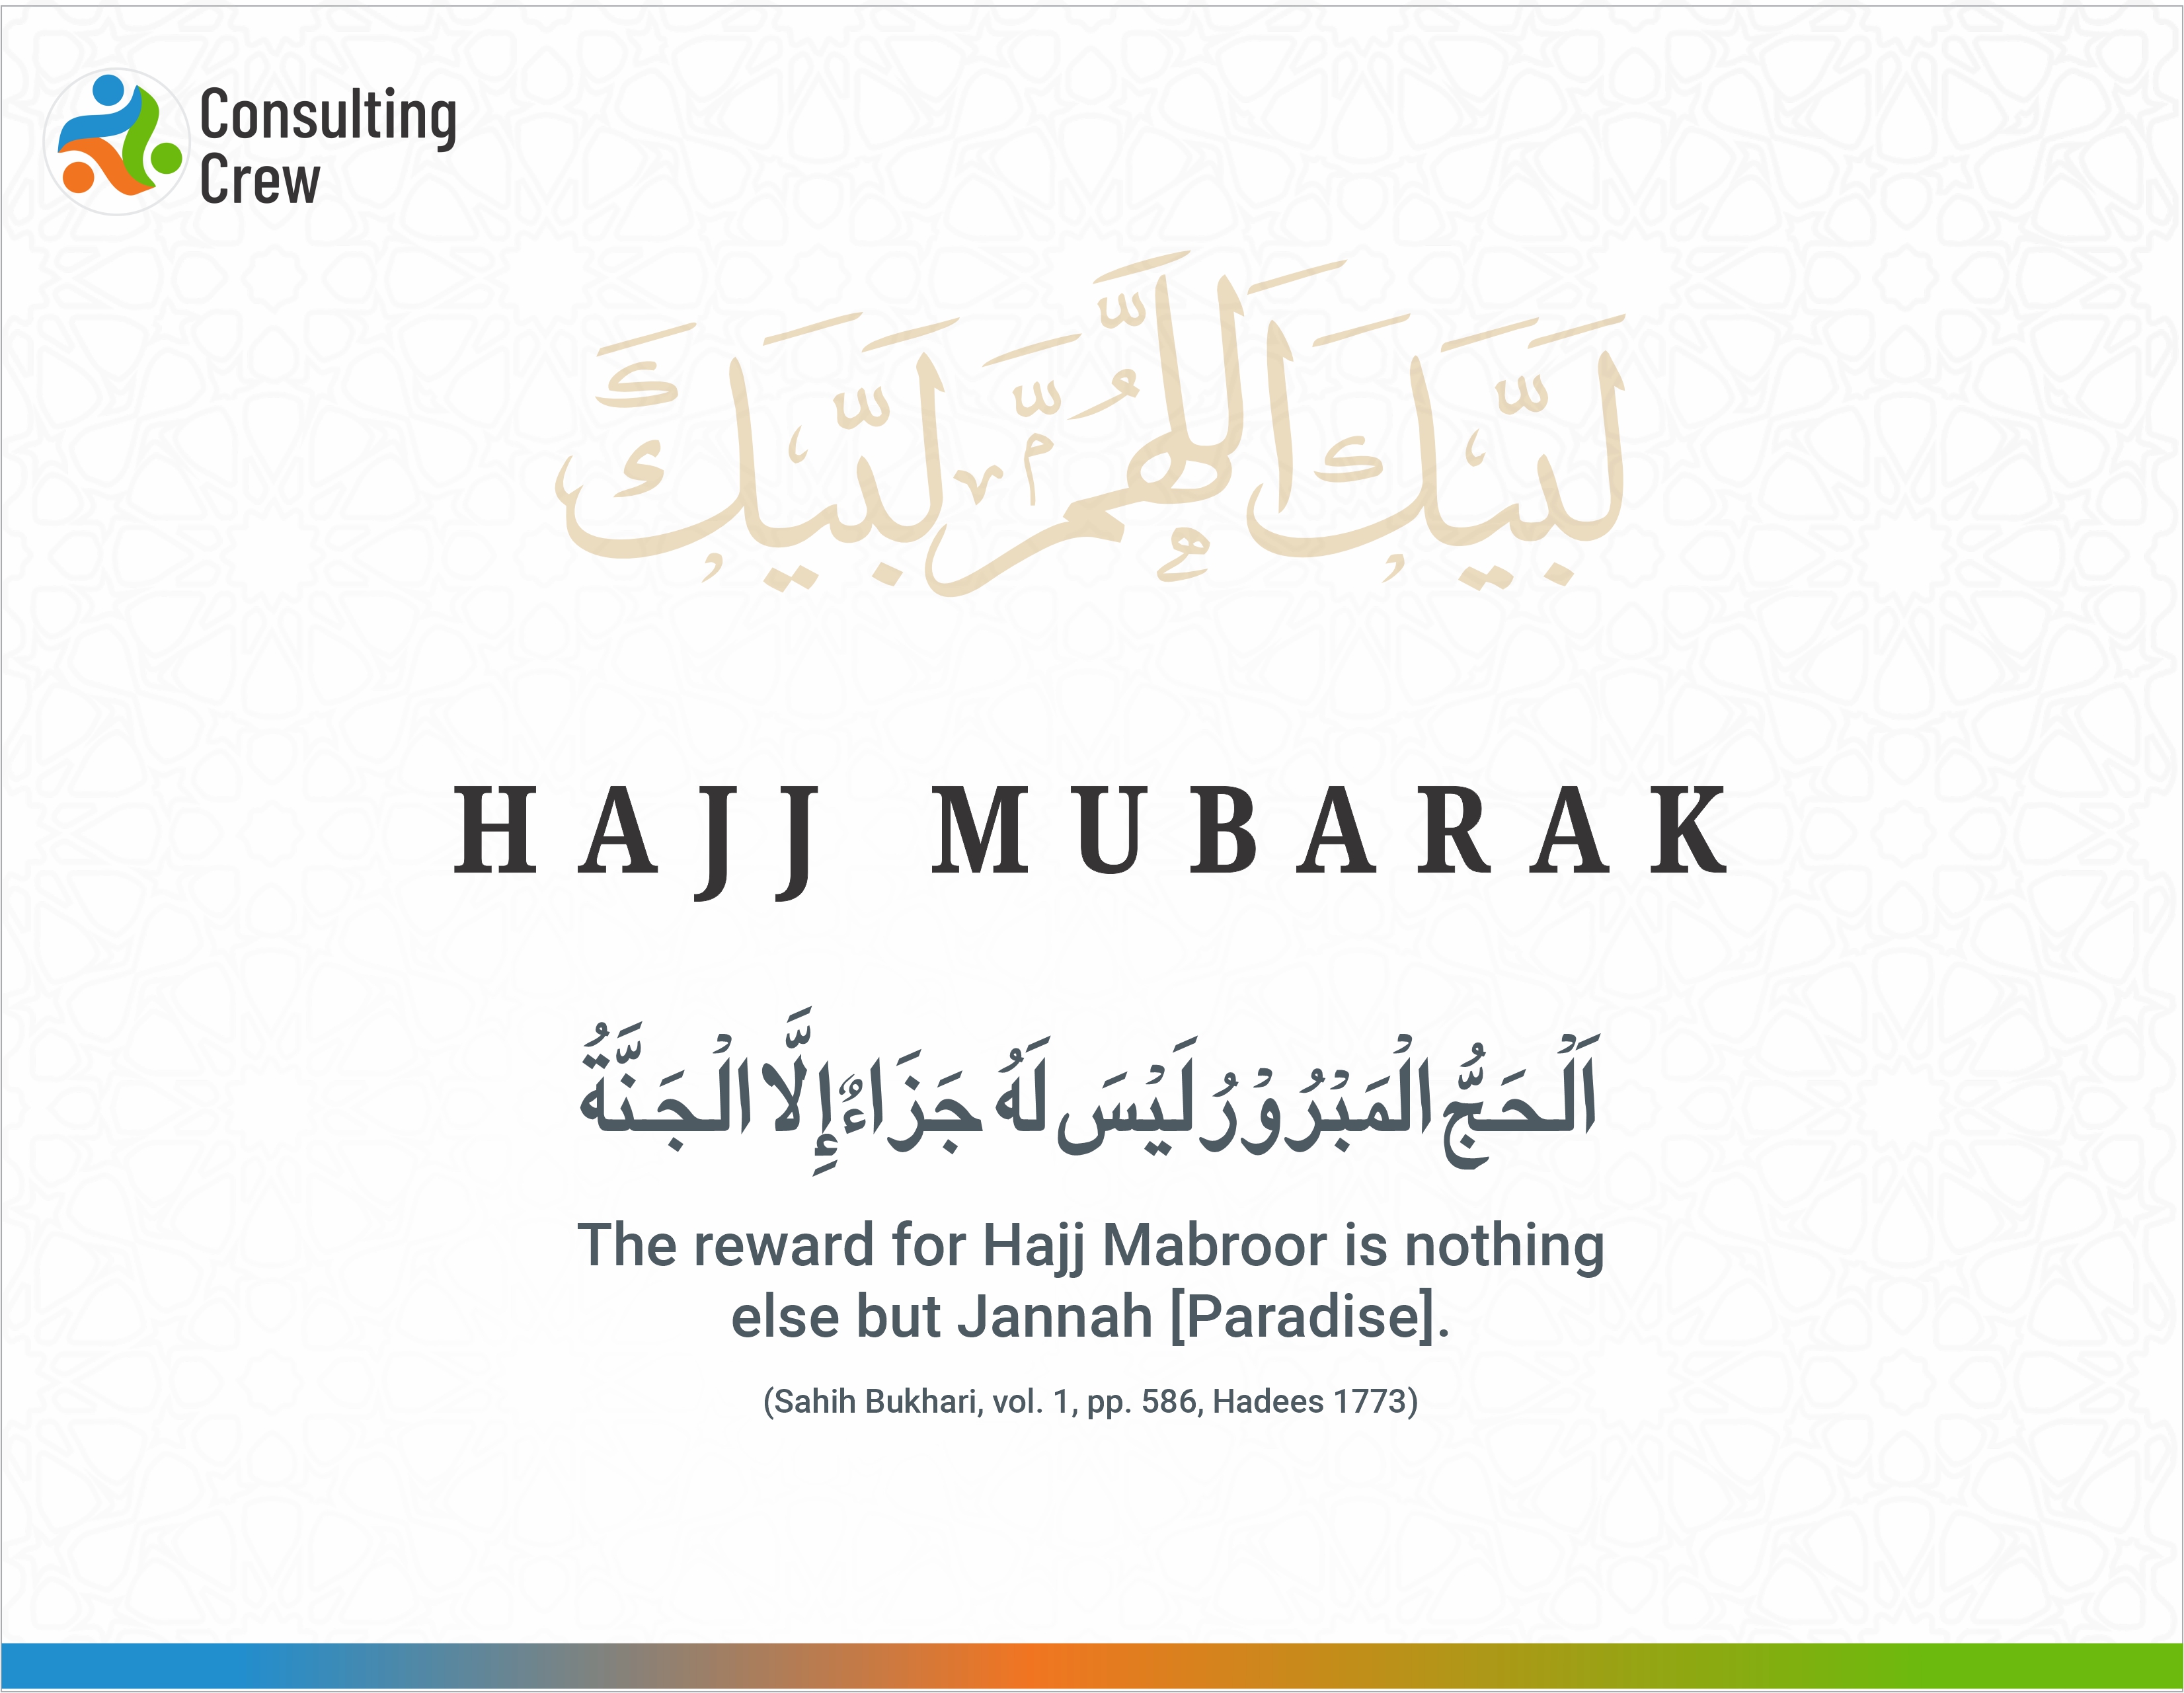 Consulting
Crew
لَبَّيْكَ اللّٰهُمَّ لَبَّيْكَ
HAJJ MUBARAK
اَلْحَجُّ الْمَبْرُوْرُ لَيْسَ لَهُ جَزَاءٌ إِلَّا الْجَنَّةُ
The reward for Hajj Mabroor is nothing
else but Jannah [Paradise].
(Sahih Bukhari, vol. 1, pp. 586, Hadees 1773)